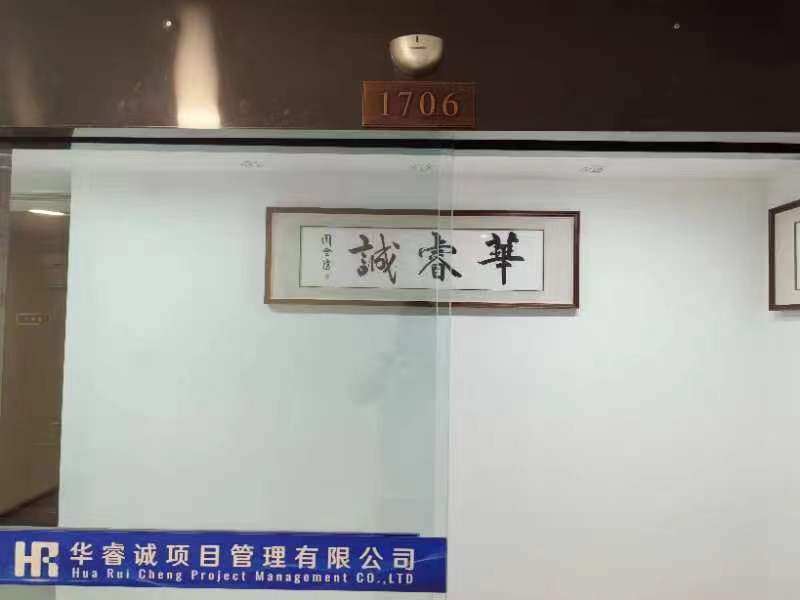 1706
華睿誠
HR
华睿诚项目管理有限公司
Hua Rui Cheng Project Management CO.,LTD